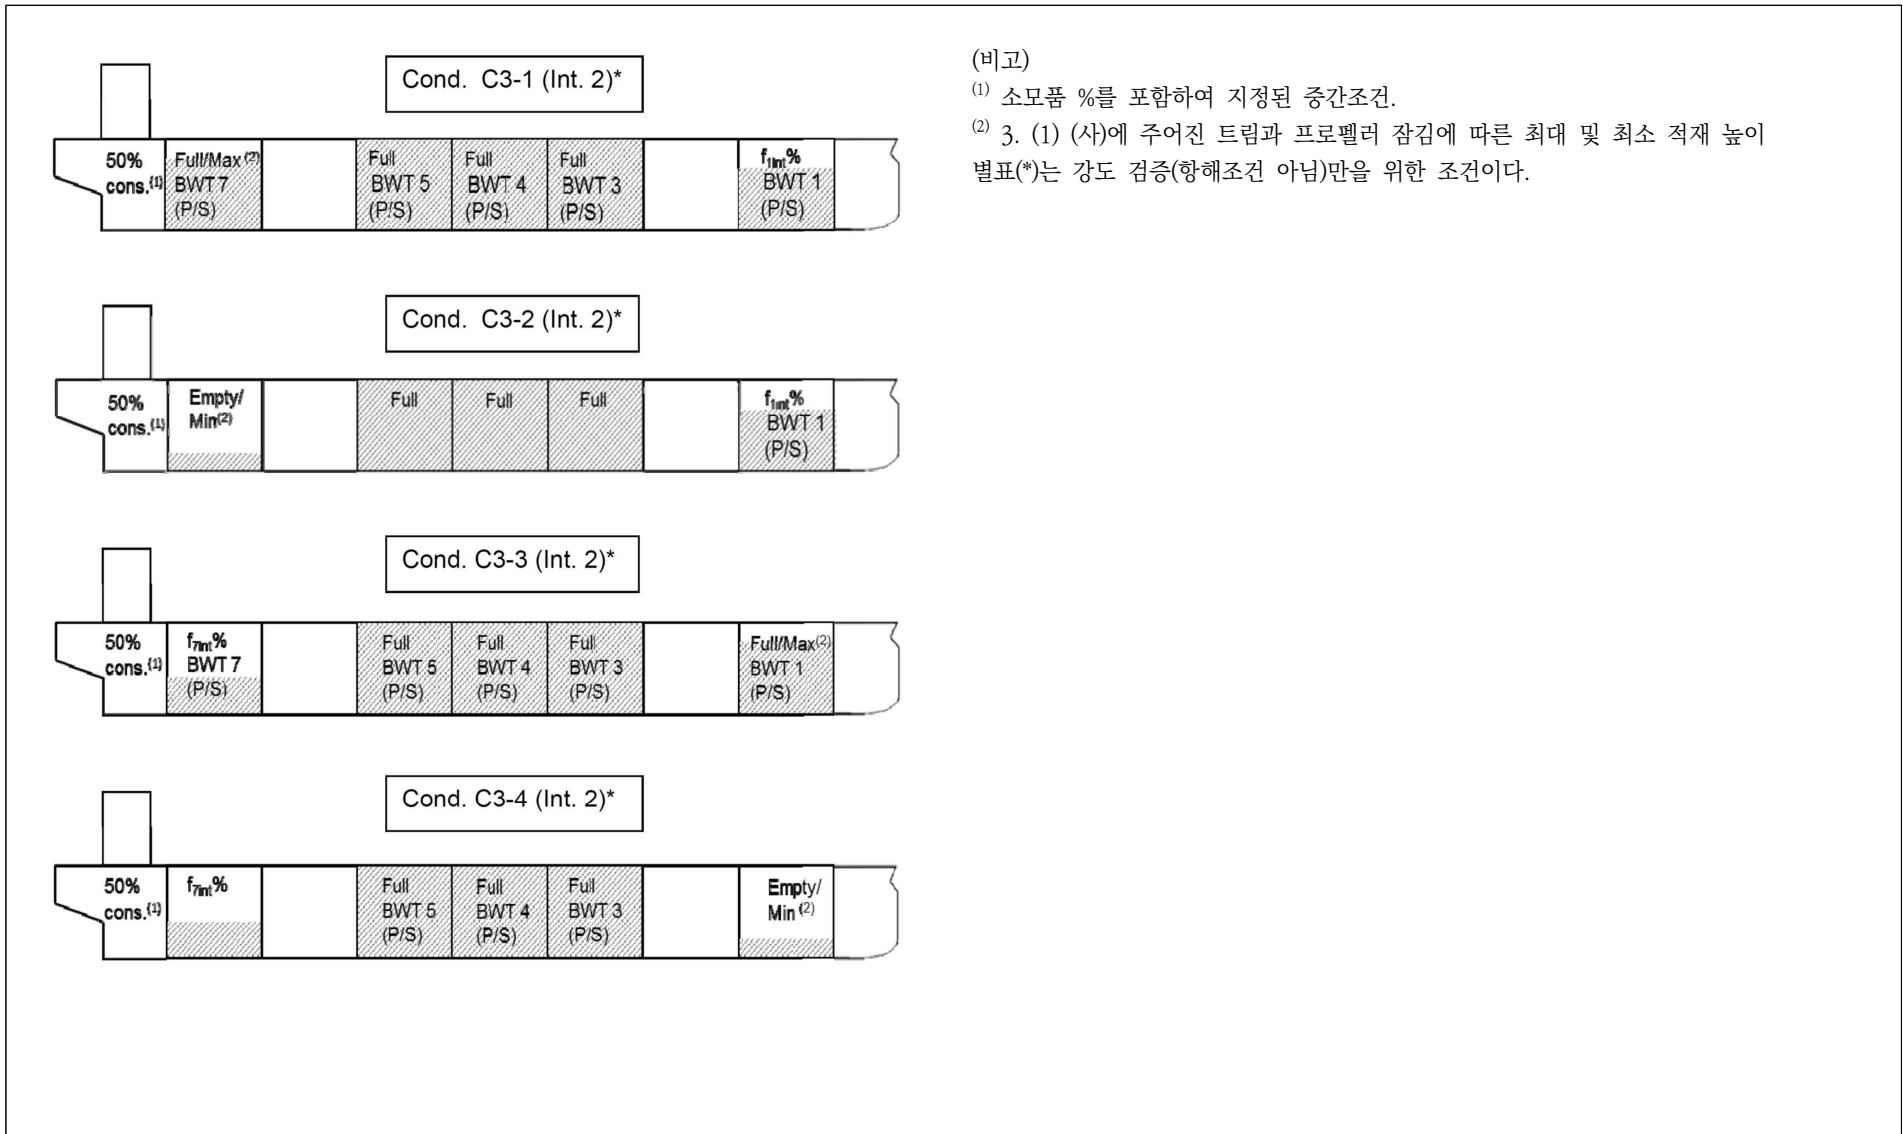 Cond. C3-1 (Int. 2)*
50%
cons.(1)
Full/Max (2)
BWT 7
(P/S)
Full
BWT 5
(P/S)
Full
BWT 4
(P/S)
Full
BWT 3
(P/S)
f1int%
BWT 1
(P/S)
Cond. C3-2 (Int. 2)*
50%
cons.(1)
Empty/
Min(2)
Full
Full
Full
f1int%
BWT 1
(P/S)
Cond. C3-3 (Int. 2)*
50%
cons.(1)
f7int%
BWT 7
(P/S)
Full
BWT 5
(P/S)
Full
BWT 4
(P/S)
Full
BWT 3
(P/S)
Full/Max(2)
BWT 1
(P/S)
Cond. C3-4 (Int. 2)*
50%
cons.(1)
f7int%
Full
BWT 5
(P/S)
Full
BWT 4
(P/S)
Full
BWT 3
(P/S)
Empty/
Min (2)
(비고)
(1) 소모품 %를 포함하여 지정된 중간조건.
(2) 3. (1) (사)에 주어진 트림과 프로펠러 잠김에 따른 최대 및 최소 적재 높이
별표(*)는 강도 검증(항해조건 아님)만을 위한 조건이다.